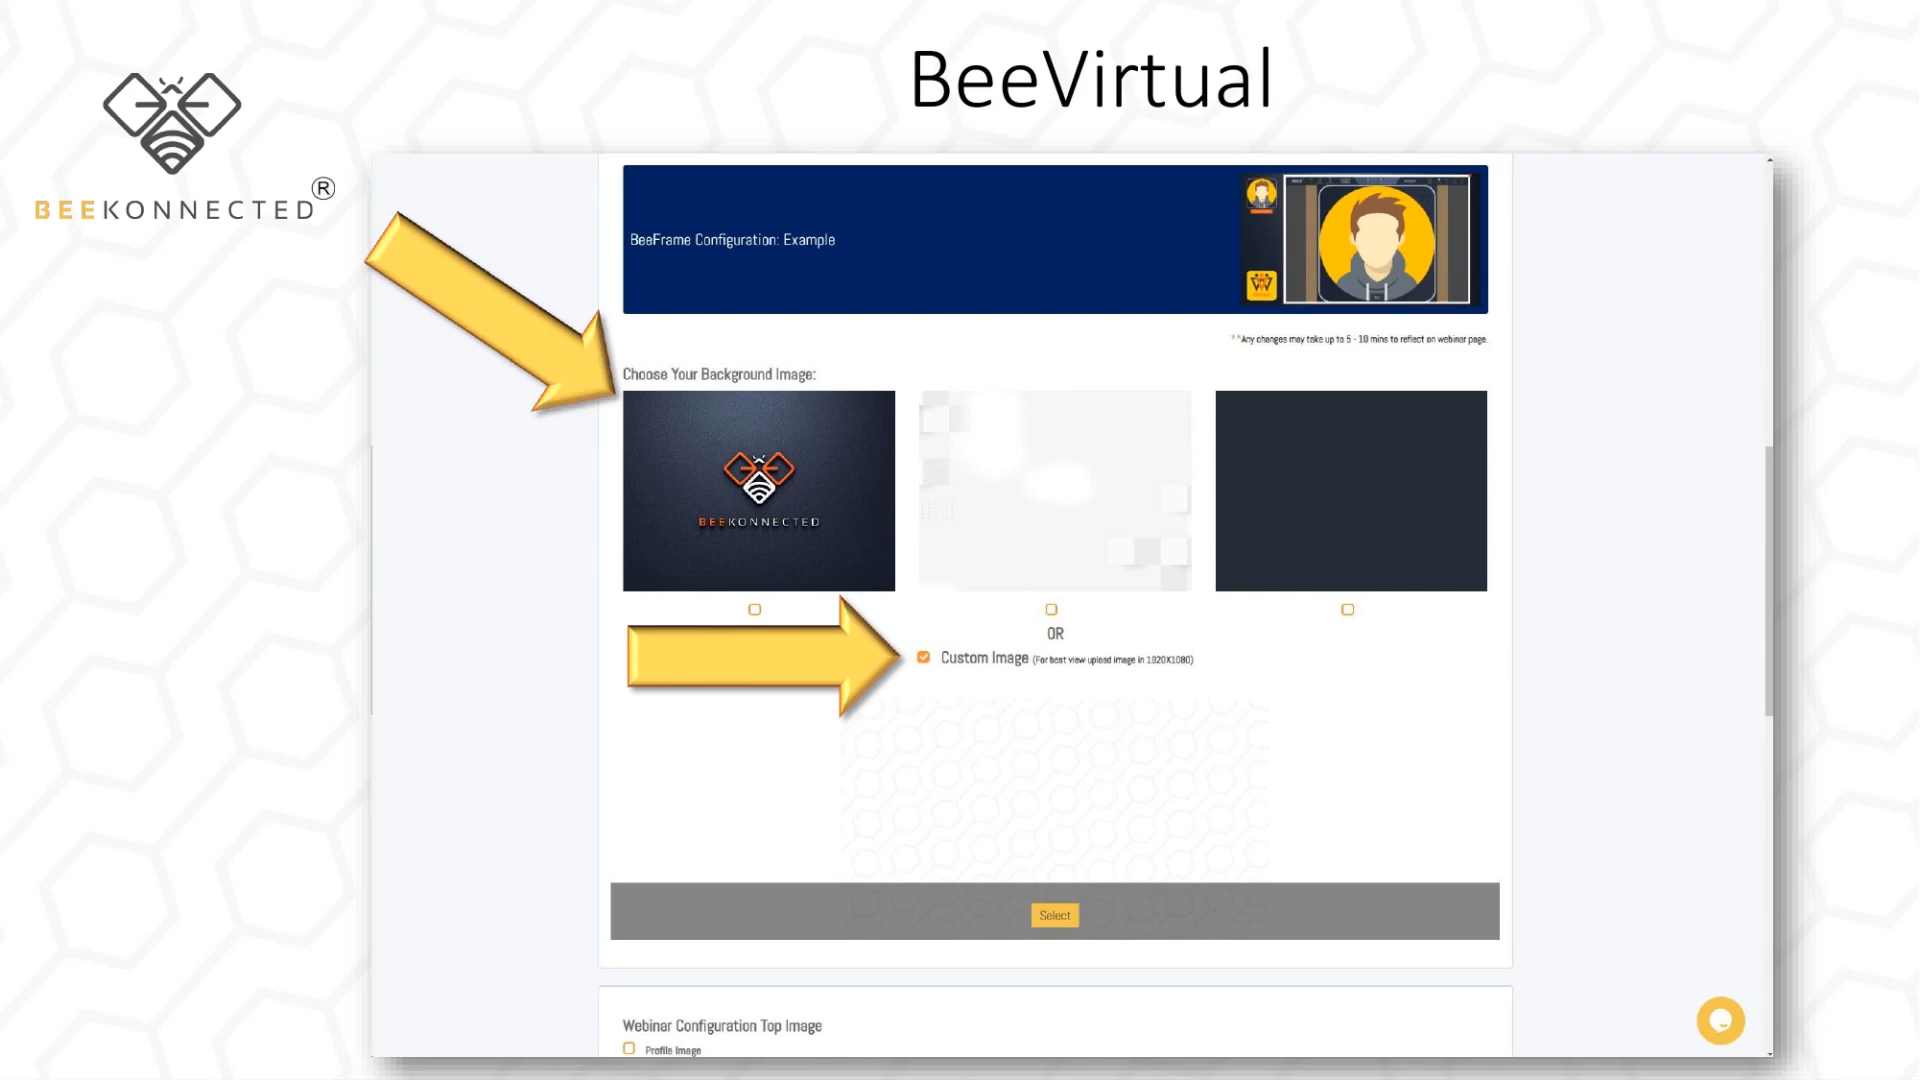 BeeVirtual
BEEKONNECTED®
BeeFrame Configuration: Example
**Any changes may take up to 5 - 10 mins to reflect on webinar page.
Choose Your Background Image:
BEEKONNECTED
OR
Custom Image (For best view upload image in 1920X1080)
Select
Webinar Configuration Top Image
Profile Image